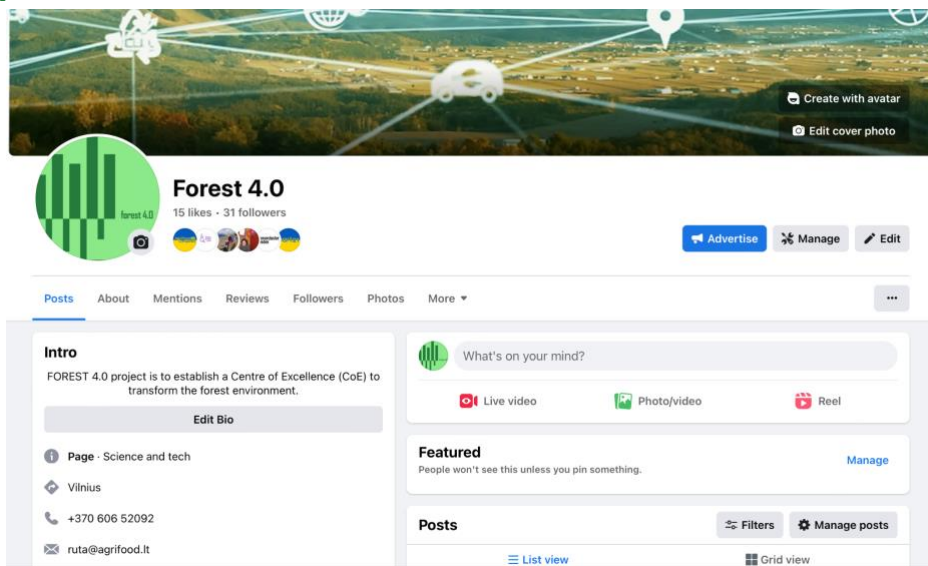 Create with avatar
Edit cover photo
forest 4.0
Forest 4.0
15 likes · 31 followers
Advertise
Manage
Edit
Posts
About
Mentions
Reviews
Followers
Photos
More
Intro
FOREST 4.0 project is to establish a Centre of Excellence (CoE) to
transform the forest environment.
Edit Bio
Page · Science and tech
Vilnius
+370 606 52092
ruta@agrifood.lt
What's on your mind?
Live video
Photo/video
Reel
Featured
People won't see this unless you pin something.
Manage
Posts
Filters
Manage posts
List view
Grid view